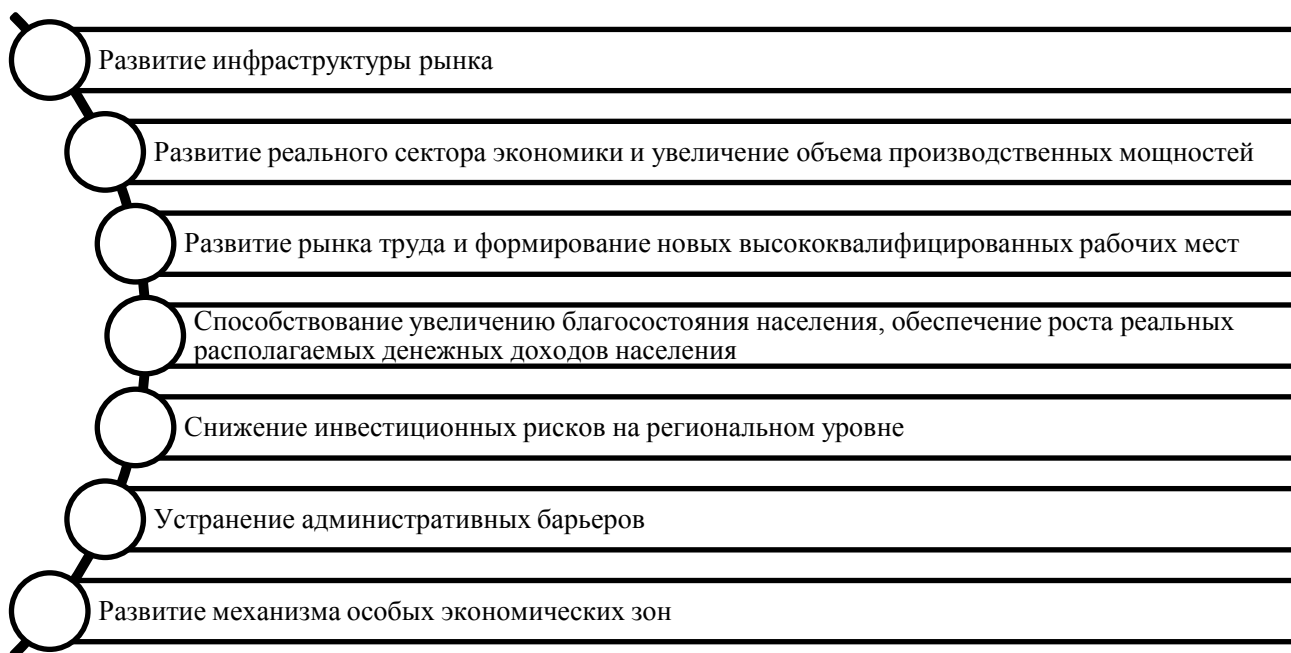 Развитие инфраструктуры рынка
Развитие реального сектора экономики и увеличение объема производственных мощностей
Развитие рынка труда и формирование новых высококвалифицированных рабочих мест
Способствование увеличению благосостояния населения, обеспечение роста реальных
располагаемых денежных доходов населения
Снижение инвестиционных рисков на региональном уровне
Устранение административных барьеров
Развитие механизма особых экономических зон